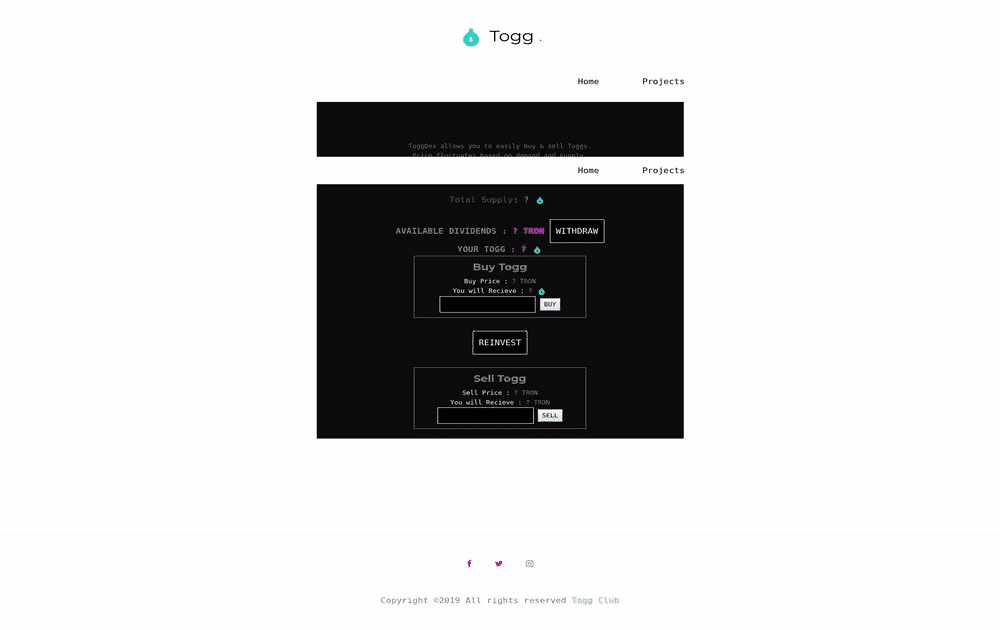 Togg .
Home Projects
ToggDex allows you to easily buy & sell Toggs.
Price fluctuates based on demand and supply
Home Projects
Total Supply: ?
AVAILABLE DIVIDENDS : ? TRON WITHDRAW
YOUR TOGG : ?
Buy Togg
Buy Price : ? TRON
You will Recieve : ?
BUY
REINVEST
Sell Togg
Sell Price : ? TRON
You will Recieve : ? TRON
SELL
Copyright ©2019 All rights reserved Togg Club